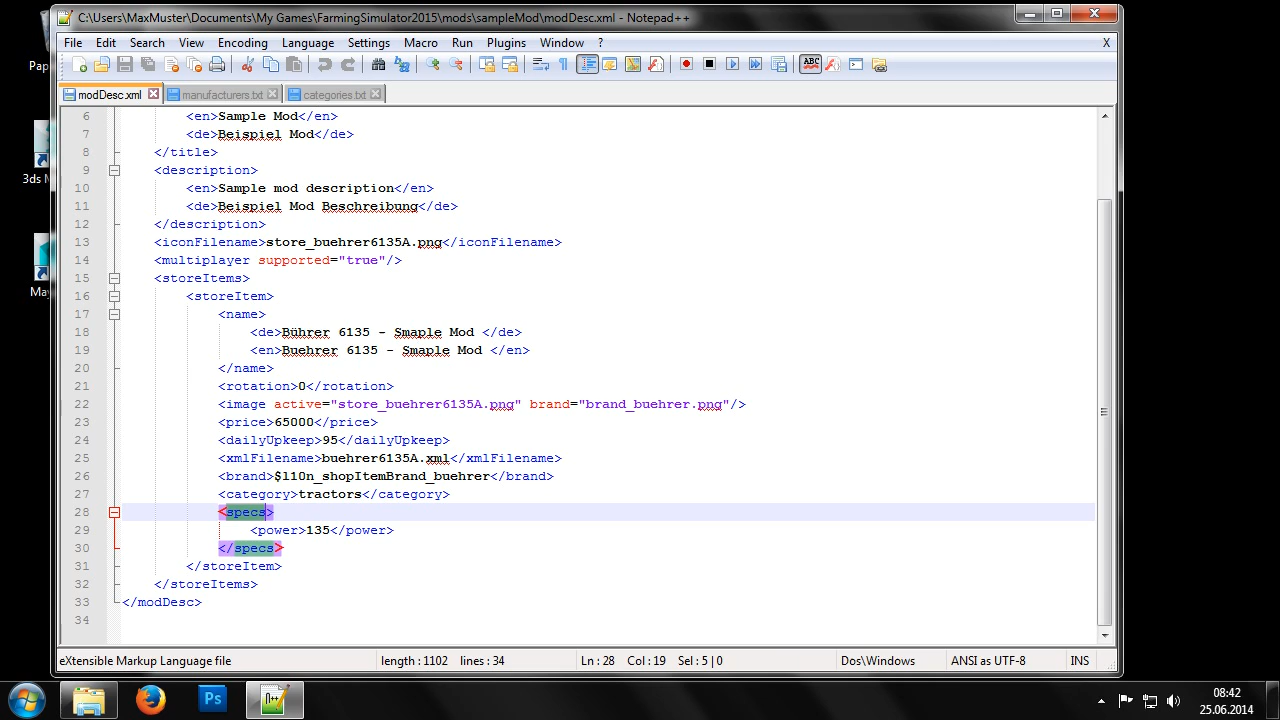 C:\Users\MaxMuster\Documents\My Games\FarmingSimulator2015\mods\sampleMod\modDesc.xml - Notepad++
File Edit Search View Encoding Language Settings Macro Run Plugins Window ? X
modDesc.xml manufacturers.txt categories.txt
6 <en>Sample Mod</en>
7 <de>Beispiel Mod</de>
8 </title>
9 <description>
10 <en>Sample mod description</en>
11 <de>Beispiel Mod Beschreibung</de>
12 </description>
13 <iconFilename>store_buehrer6135A.png</iconFilename>
14 <multiplayer supported="true"/>
15 <storeItems>
16 <storeItem>
17 <name>
18 <de>Bührer 6135 - Smaple Mod </de>
19 <en>Buehrer 6135 - Smaple Mod </en>
20 </name>
21 <rotation>0</rotation>
22 <image active="store_buehrer6135A.png" brand="brand_buehrer.png"/>
23 <price>65000</price>
24 <dailyUpkeep>95</dailyUpkeep>
25 <xmlFilename>buehrer6135A.xml</xmlFilename>
26 <brand>$l10n_shopItemBrand_buehrer</brand>
27 <category>tractors</category>
28 <specs>
29 <power>135</power>
30 </specs>
31 </storeItem>
32 </storeItems>
33 </modDesc>
34
eXtensible Markup Language file length : 1102 lines : 34 Ln : 28 Col : 19 Sel : 5 | 0 Dos\Windows ANSI as UTF-8 INS
Pap
3ds M
May
Ps
08:42
25.06.2014